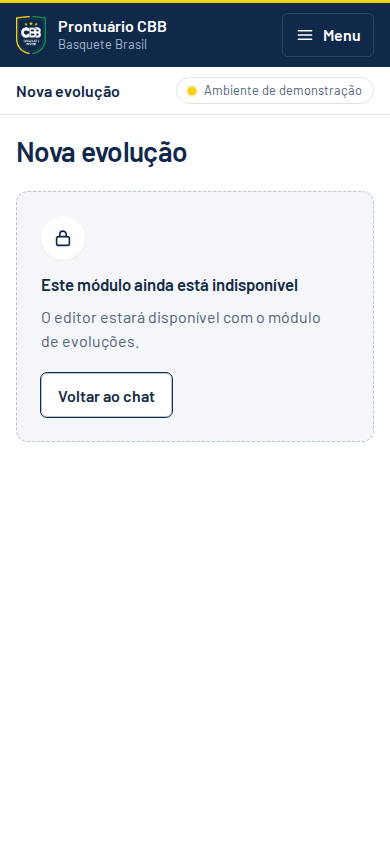 CBB
Prontuário CBB
Basquete Brasil
Menu
Nova evolução
Ambiente de demonstração
Nova evolução
Este módulo ainda está indisponível
O editor estará disponível com o módulo
de evoluções.
Voltar ao chat